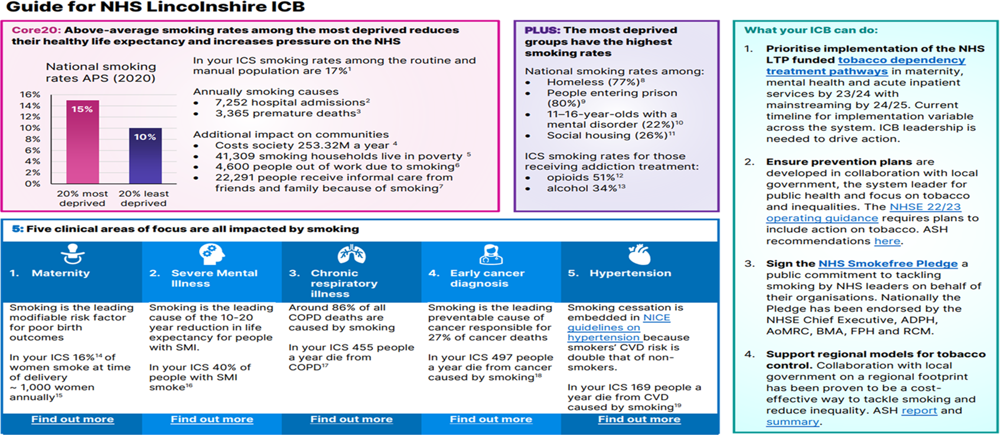 Guide for NHS Lincolnshire ICB
Core20: Above-average smoking rates among the most deprived reduces
their healthy life expectancy and increases pressure on the NHS
National smoking
rates APS (2020)
16%
14%
12%
10%
8%
6%
4%
2%
0%
15%
10%
20% most
deprived
20% least
deprived
In your ICS smoking rates among the routine and
manual population are 17%¹
Annually smoking causes
• 7,252 hospital admissions²
• 3,365 premature deaths³
Additional impact on communities
• Costs society 253.32M a year ⁴
• 41,309 smoking households live in poverty ⁵
• 4,600 people out of work due to smoking⁶
• 22,291 people receive informal care from
friends and family because of smoking⁷
PLUS: The most deprived
groups have the highest
smoking rates
National smoking rates among:
• Homeless (77%)⁸
• People entering prison
(80%)⁹
• 11–16-year-olds with a
mental disorder (22%)¹⁰
• Social housing (26%)¹¹
ICS smoking rates for those
receiving addiction treatment:
• opioids 51%¹²
• alcohol 34%¹³
5: Five clinical areas of focus are all impacted by smoking
1. Maternity
Smoking is the leading
modifiable risk factor
for poor birth
outcomes
In your ICS 16%¹⁴ of
women smoke at time
of delivery
~ 1,000 women
annually¹⁵
Find out more
2. Severe Mental
Illness
Smoking is the leading
cause of the 10-20
year reduction in life
expectancy for people
with SMI.
In your ICS 40% of
people with SMI
smoke¹⁶
Find out more
3. Chronic
respiratory
illness
Around 86% of all
COPD deaths are
caused by smoking
In your ICS 455 people
a year die from
COPD¹⁷
Find out more
4. Early cancer
diagnosis
Smoking is the leading
preventable cause of
cancer responsible for
27% of cancer deaths
In your ICS 497 people
a year die from cancer
caused by smoking¹⁸
Find out more
5. Hypertension
Smoking cessation is
embedded in NICE
guidelines on
hypertension because
smokers’ CVD risk is
double that of non-
smokers.
In your ICS 169 people a
year die from CVD
caused by smoking¹⁹
Find out more
What your ICB can do:
1. Prioritise implementation of the NHS
LTP funded tobacco dependency
treatment pathways in maternity,
mental health and acute inpatient
services by 23/24 with
mainstreaming by 24/25. Current
timeline for implementation variable
across the system. ICB leadership is
needed to drive action.
2. Ensure prevention plans are
developed in collaboration with local
government, the system leader for
public health and focus on tobacco
and inequalities. The NHSE 22/23
operating guidance requires plans to
include action on tobacco. ASH
recommendations here.
3. Sign the NHS Smokefree Pledge a
public commitment to tackling
smoking by NHS leaders on behalf of
their organisations. Nationally the
Pledge has been endorsed by the
NHSE Chief Executive, ADPH,
AoMRC, BMA, FPH and RCM.
4. Support regional models for tobacco
control. Collaboration with local
government on a regional footprint
has been proven to be a cost-
effective way to tackle smoking and
reduce inequality. ASH report and
summary.